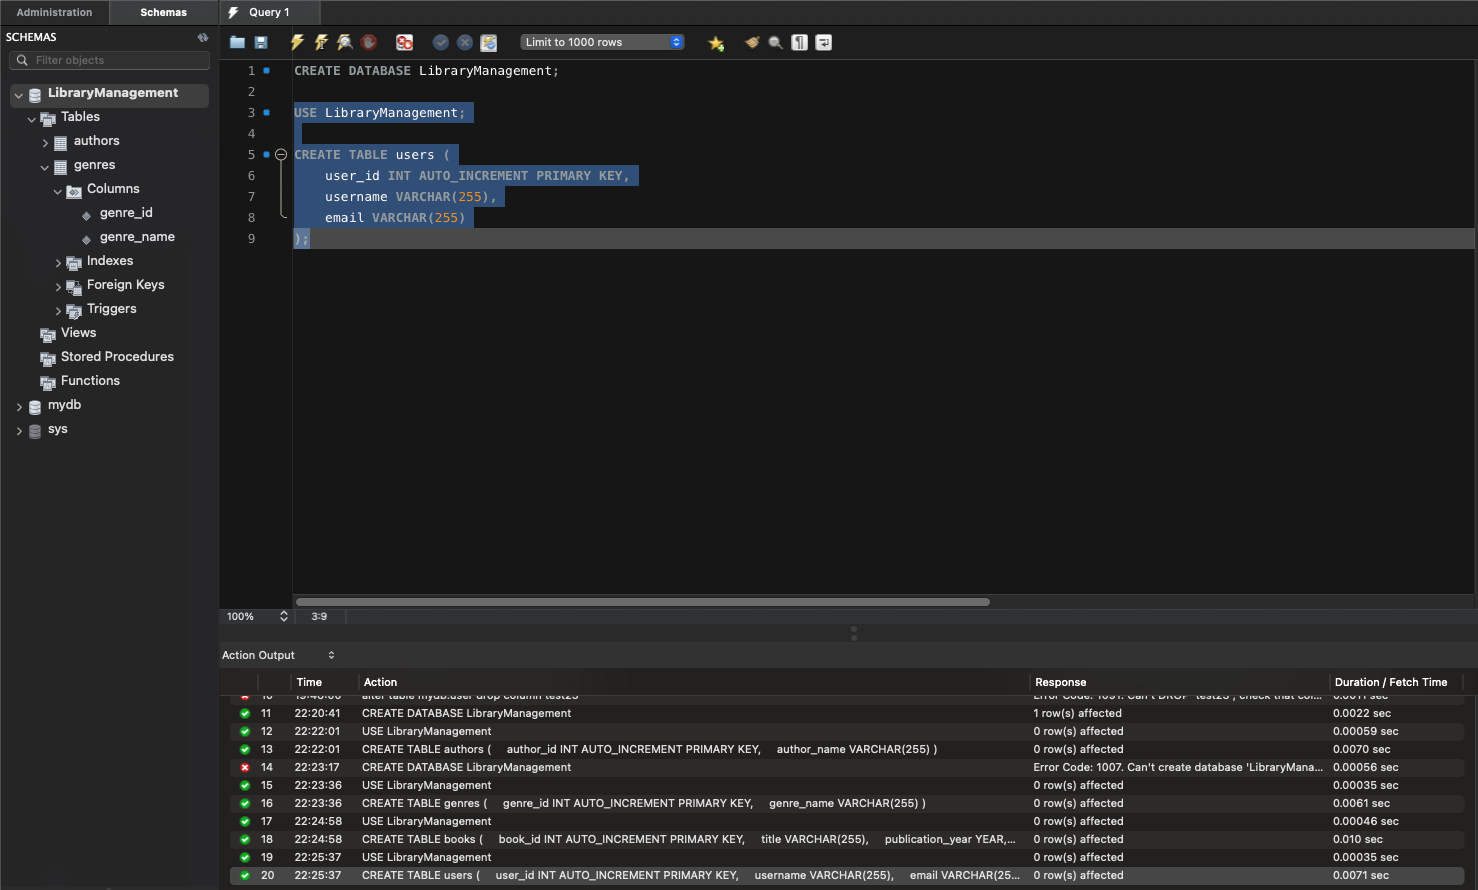 Administration
Schemas
Query 1
SCHEMAS
Filter objects
LibraryManagement
Tables
authors
genres
Columns
genre_id
genre_name
Indexes
Foreign Keys
Triggers
Views
Stored Procedures
Functions
mydb
sys
Limit to 1000 rows
1 CREATE DATABASE LibraryManagement;
2
3 USE LibraryManagement;
4
5 CREATE TABLE users (
6 user_id INT AUTO_INCREMENT PRIMARY KEY,
7 username VARCHAR(255),
8 email VARCHAR(255)
9 );
100% 3:9
Action Output
Time Action Response Duration / Fetch Time
alter table mydb.user drop column test23
11 22:20:41 CREATE DATABASE LibraryManagement 1 row(s) affected 0.0022 sec
12 22:22:01 USE LibraryManagement 0 row(s) affected 0.00059 sec
13 22:22:01 CREATE TABLE authors ( author_id INT AUTO_INCREMENT PRIMARY KEY, author_name VARCHAR(255) ) 0 row(s) affected 0.0070 sec
14 22:23:17 CREATE DATABASE LibraryManagement Error Code: 1007. Can't create database 'LibraryMana... 0.00056 sec
15 22:23:36 USE LibraryManagement 0 row(s) affected 0.00035 sec
16 22:23:36 CREATE TABLE genres ( genre_id INT AUTO_INCREMENT PRIMARY KEY, genre_name VARCHAR(255) ) 0 row(s) affected 0.0061 sec
17 22:24:58 USE LibraryManagement 0 row(s) affected 0.00046 sec
18 22:24:58 CREATE TABLE books ( book_id INT AUTO_INCREMENT PRIMARY KEY, title VARCHAR(255), publication_year YEAR,... 0 row(s) affected 0.010 sec
19 22:25:37 USE LibraryManagement 0 row(s) affected 0.00035 sec
20 22:25:37 CREATE TABLE users ( user_id INT AUTO_INCREMENT PRIMARY KEY, username VARCHAR(255), email VARCHAR(25... 0 row(s) affected 0.0071 sec